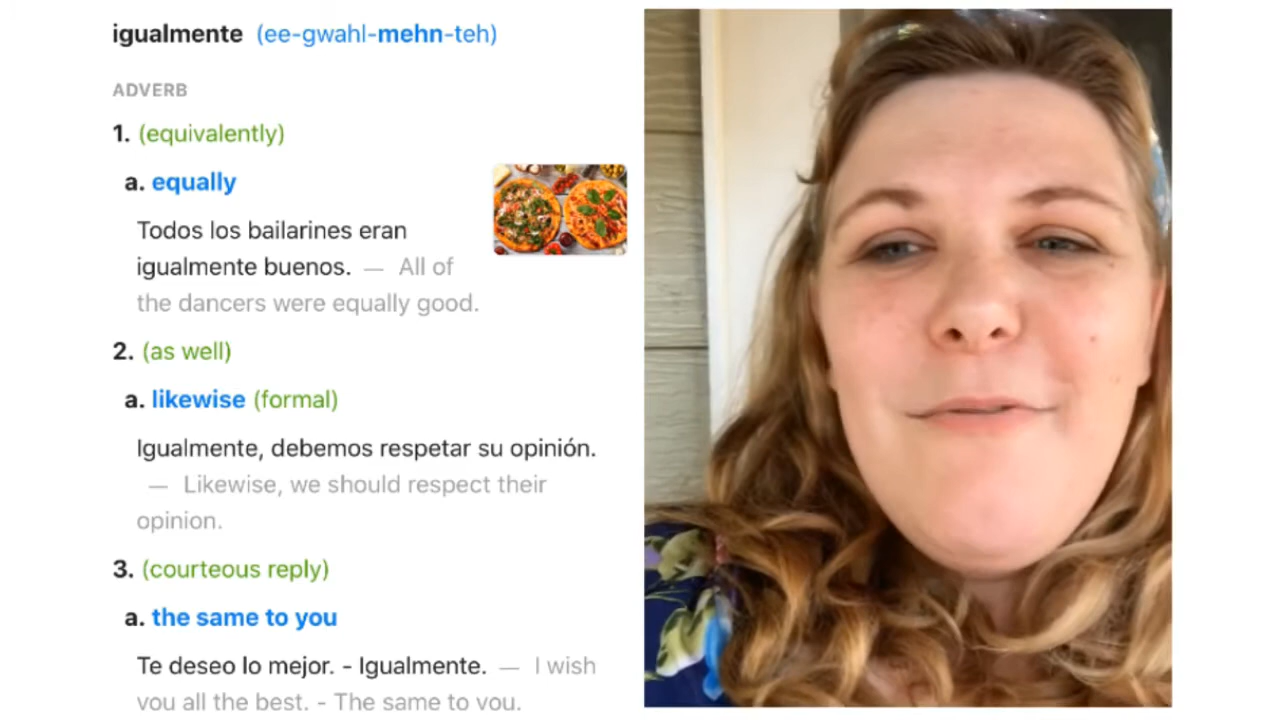 igualmente (ee-gwahl-mehn-teh)
ADVERB
1. (equivalently)
a. equally
Todos los bailarines eran
igualmente buenos. — All of
the dancers were equally good.
2. (as well)
a. likewise (formal)
Igualmente, debemos respetar su opinión.
— Likewise, we should respect their
opinion.
3. (courteous reply)
a. the same to you
Te deseo lo mejor. - Igualmente. — I wish
you all the best. - The same to you.